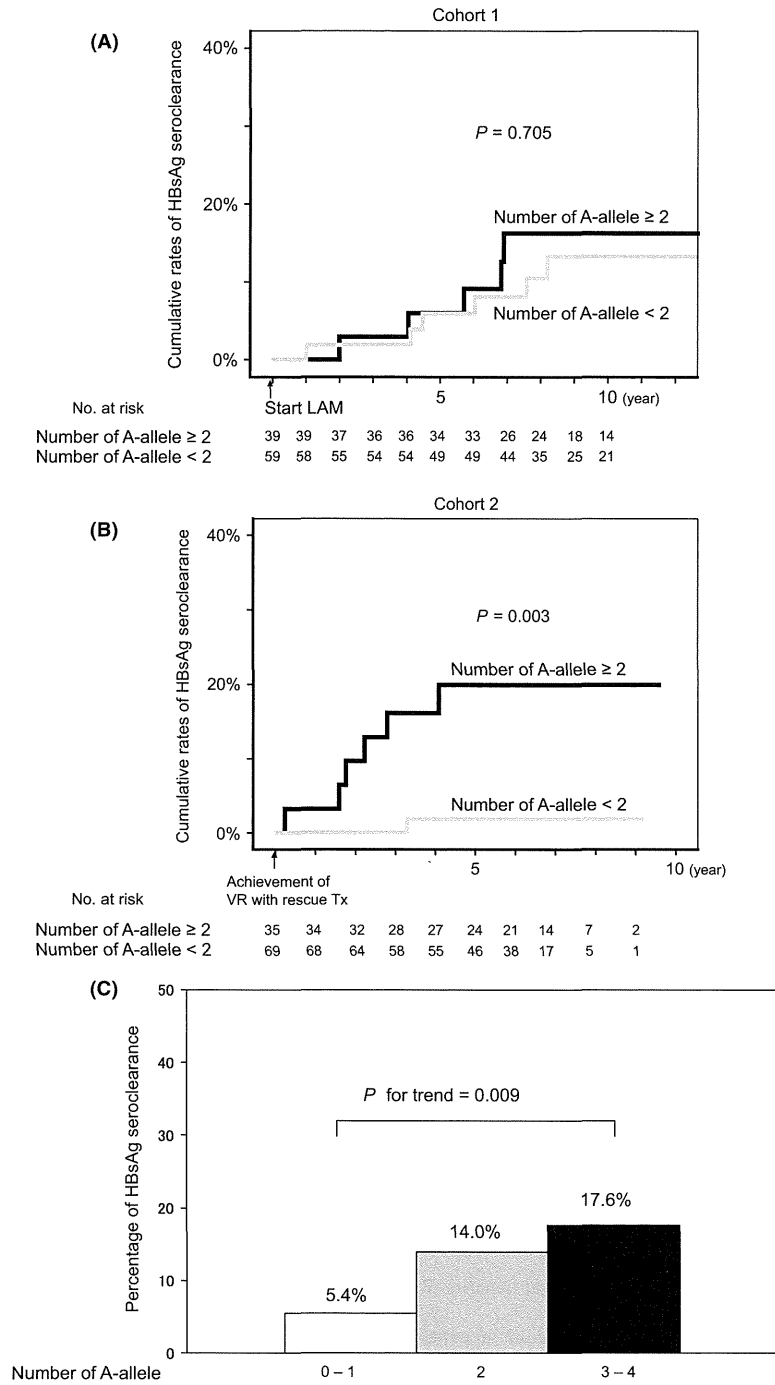 Cohort 1
(A)
Cumulative rates of HBsAg seroclearance
40%
20%
0%
P = 0.705
Number of A-allele ≥ 2
Number of A-allele < 2
5
10 (year)
Start LAM
No. at risk
Number of A-allele ≥ 2 39 39 37 36 36 34 33 26 24 18 14
Number of A-allele < 2 59 58 55 54 54 49 49 44 35 25 21
Cohort 2
(B)
Cumulative rates of HBsAg seroclearance
40%
20%
0%
P = 0.003
Number of A-allele ≥ 2
Number of A-allele < 2
5
10 (year)
Achievement of
VR with rescue Tx
No. at risk
Number of A-allele ≥ 2 35 34 32 28 27 24 21 14 7 2
Number of A-allele < 2 69 68 64 58 55 46 38 17 5 1
(C)
Percentage of HBsAg seroclearance
50
40
30
20
10
0
P for trend = 0.009
5.4%
14.0%
17.6%
Number of A-allele 0 – 1 2 3 – 4